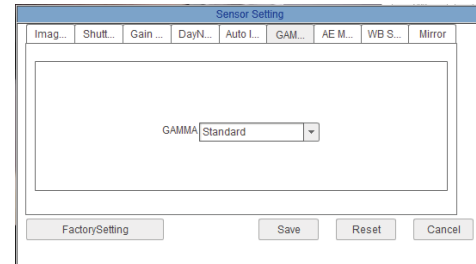 Sensor Setting
Imag... Shutt... Gain ... DayN... Auto I... GAM... AE M... WB S... Mirror
GAMMA Standard
FactorySetting Save Reset Cancel